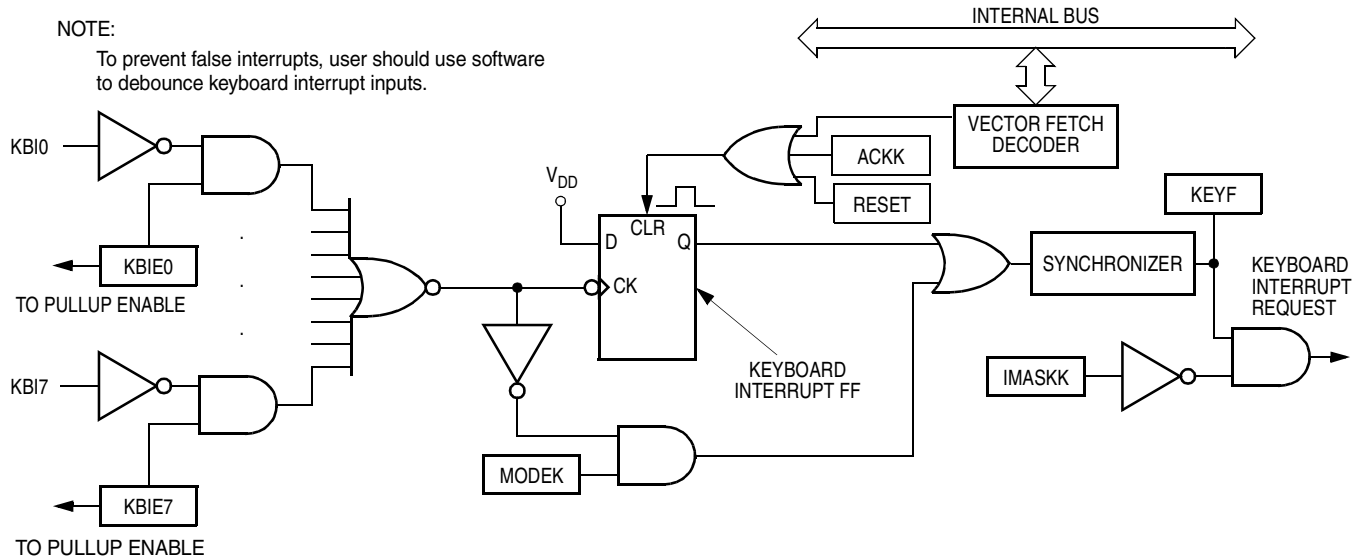 NOTE:
To prevent false interrupts, user should use software
to debounce keyboard interrupt inputs.
INTERNAL BUS
VECTOR FETCH
DECODER
ACKK
RESET
KBI0
KBIE0
TO PULLUP ENABLE
.
.
.
KBI7
KBIE7
TO PULLUP ENABLE
VDD
D
CLR
Q
CK
KEYBOARD
INTERRUPT FF
MODEK
SYNCHRONIZER
KEYF
KEYBOARD
INTERRUPT
REQUEST
IMASKK